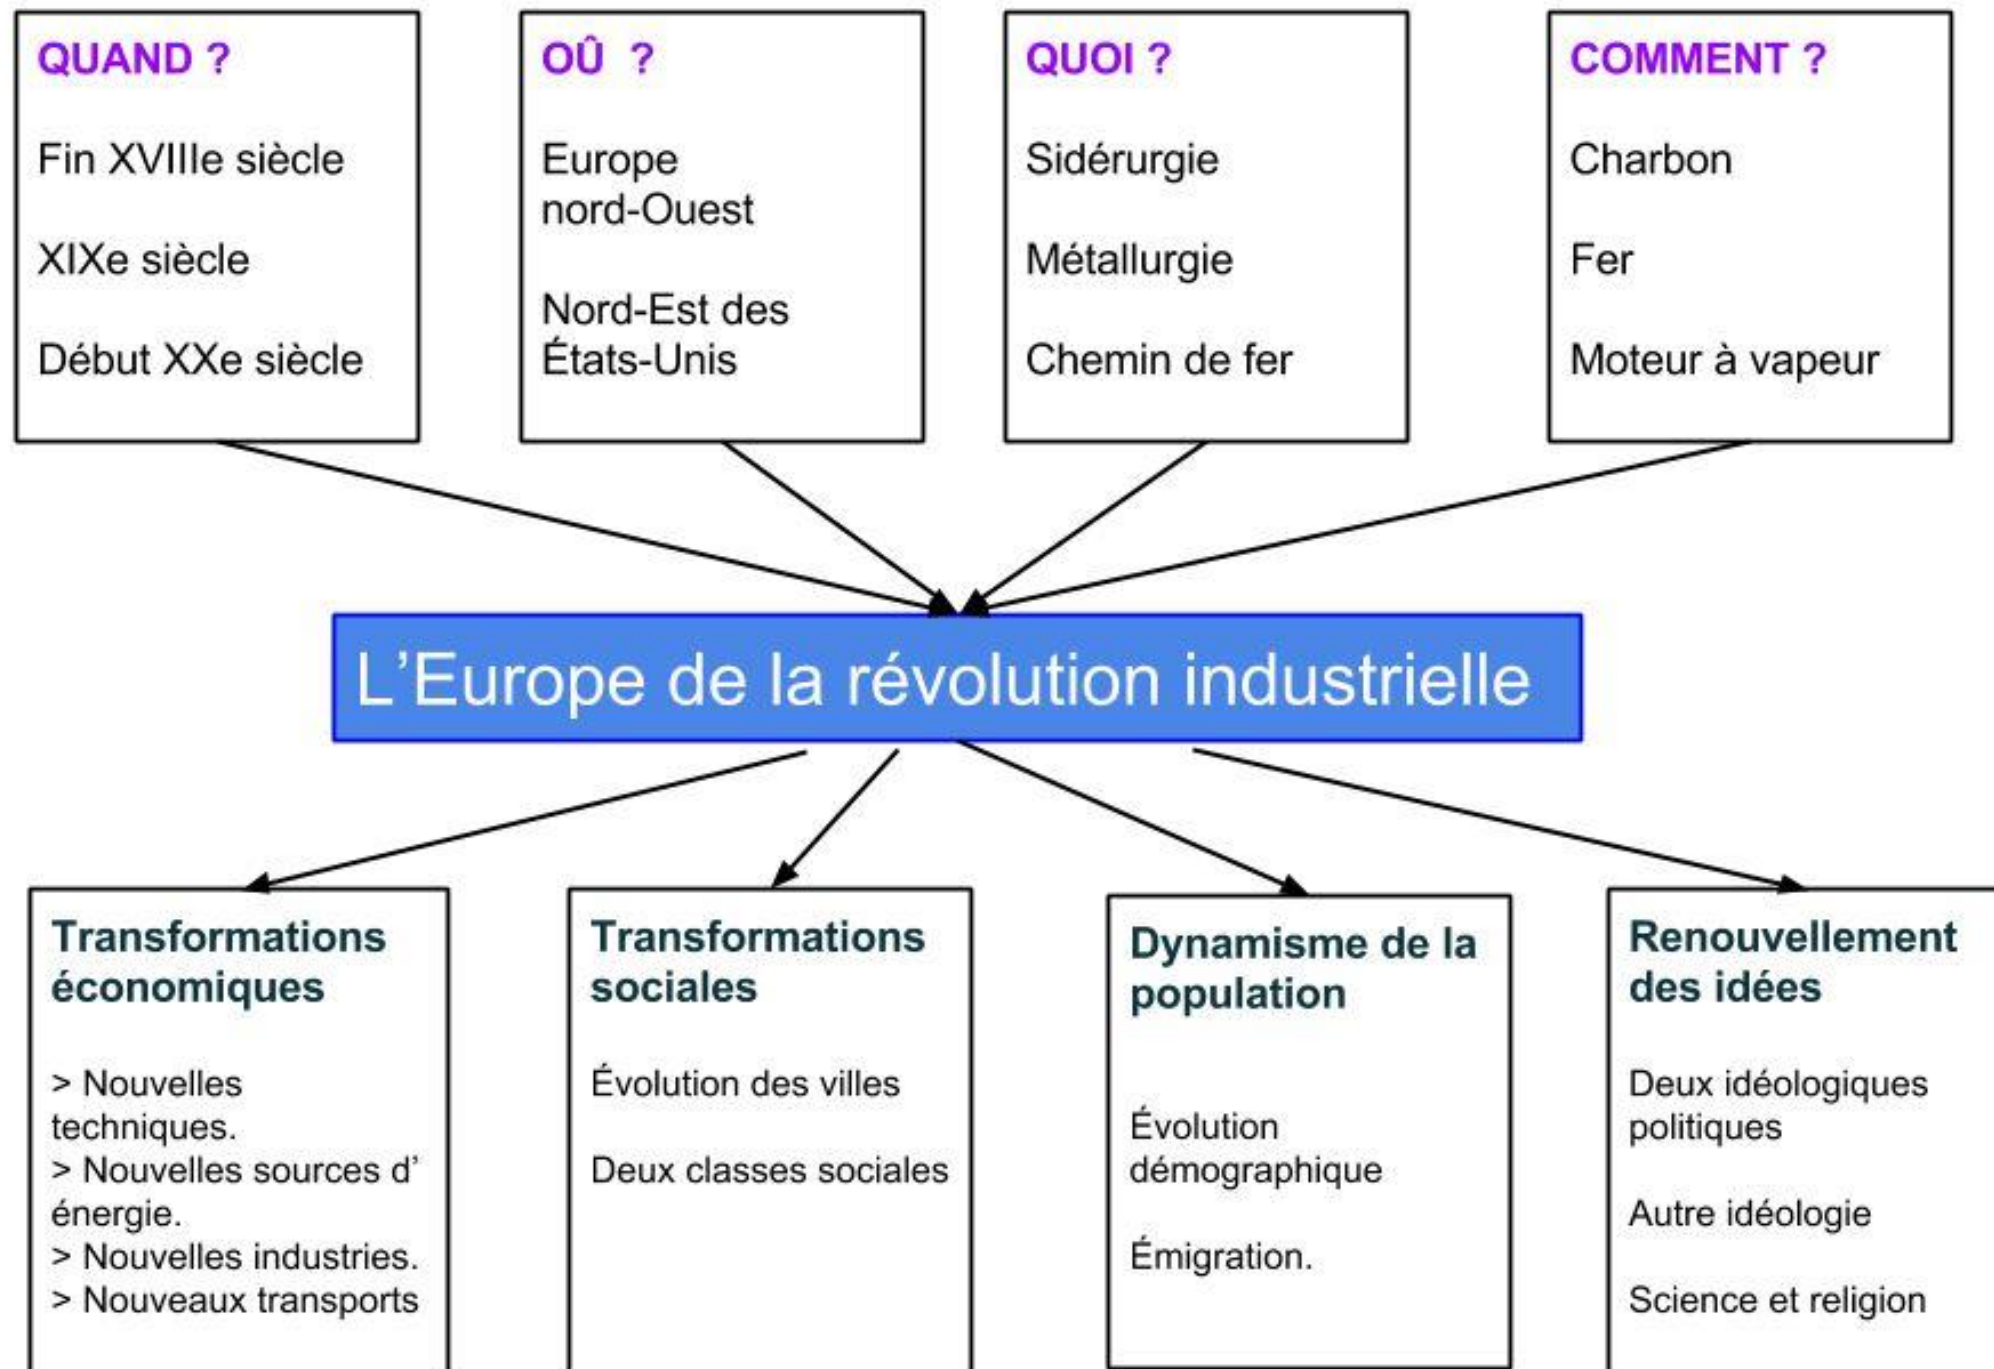 QUAND ?
Fin XVIIIe siècle
XIXe siècle
Début XXe siècle
OÛ ?
Europe
nord-Ouest
Nord-Est des
États-Unis
QUOI ?
Sidérurgie
Métallurgie
Chemin de fer
COMMENT ?
Charbon
Fer
Moteur à vapeur
L’Europe de la révolution industrielle
Transformations
économiques
> Nouvelles
techniques.
> Nouvelles sources d’
énergie.
> Nouvelles industries.
> Nouveaux transports
Transformations
sociales
Évolution des villes
Deux classes sociales
Dynamisme de la
population
Évolution
démographique
Émigration.
Renouvellement
des idées
Deux idéologiques
politiques
Autre idéologie
Science et religion